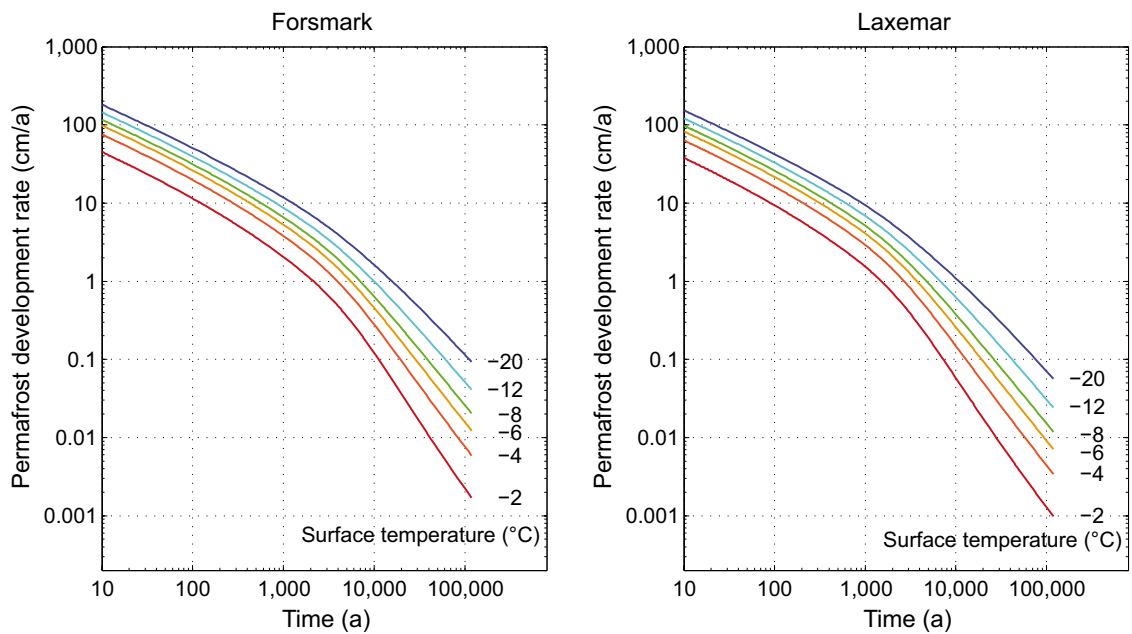 Forsmark
Permafrost development rate (cm/a)
1,000
100
10
1
0.1
0.01
0.001
−20
−12
−8
−6
−4
−2
Surface temperature (°C)
10 100 1,000 10,000 100,000
Time (a)
Laxemar
Permafrost development rate (cm/a)
1,000
100
10
1
0.1
0.01
0.001
−20
−12
−8
−6
−4
−2
Surface temperature (°C)
10 100 1,000 10,000 100,000
Time (a)